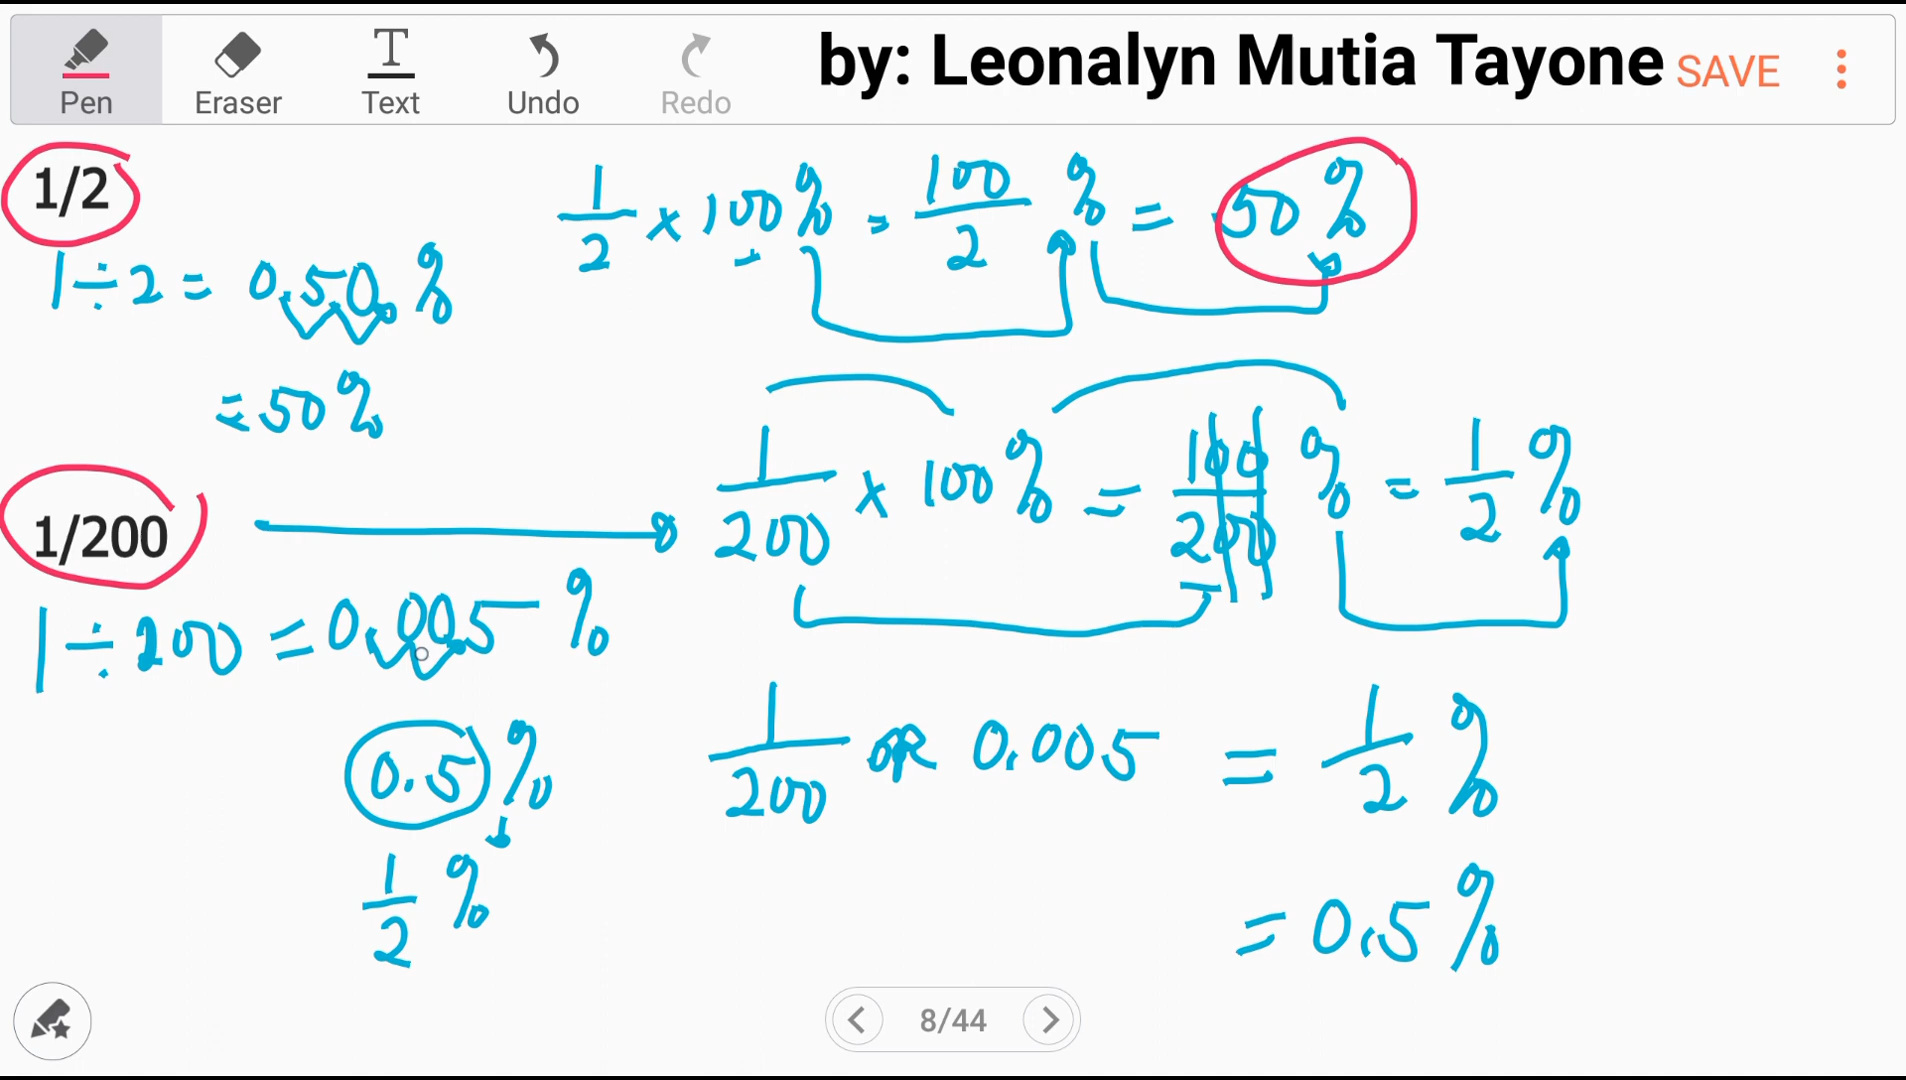 Pen Eraser Text Undo Redo by: Leonalyn Mutia Tayone SAVE
1/2
1/2 × 100% = 100/2 % = 50%
1 ÷ 2 = 0.50.%
= 50%
1/200
1/200 × 100% = 100/200 % = 1/2 %
1 ÷ 200 = 0.00.5 %
0.5%
1/2 %
1/200 OR 0.005 = 1/2 %
= 0.5%
8/44